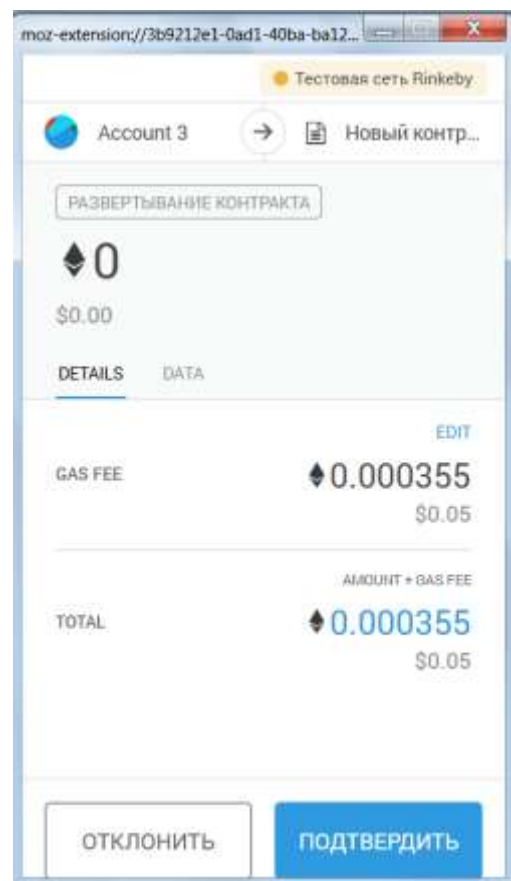 moz-extension://3b9212e1-0ad1-40ba-ba12...
Тестовая сеть Rinkeby
Account 3
Новый контр...
РАЗВЕРТЫВАНИЕ КОНТРАКТА
0
$0.00
DETAILS DATA
EDIT
GAS FEE 0.000355
$0.05
AMOUNT + GAS FEE
TOTAL 0.000355
$0.05
ОТКЛОНИТЬ ПОДТВЕРДИТЬ